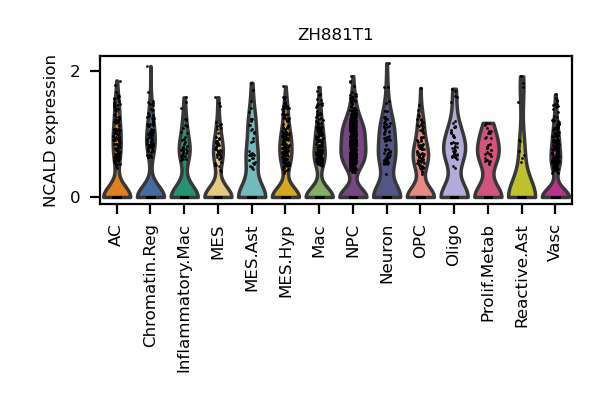 ZH881T1
NCALD expression
2
0
AC
Chromatin.Reg
Inflammatory.Mac
MES
MES.Ast
MES.Hyp
Mac
NPC
Neuron
OPC
Oligo
Prolif.Metab
Reactive.Ast
Vasc